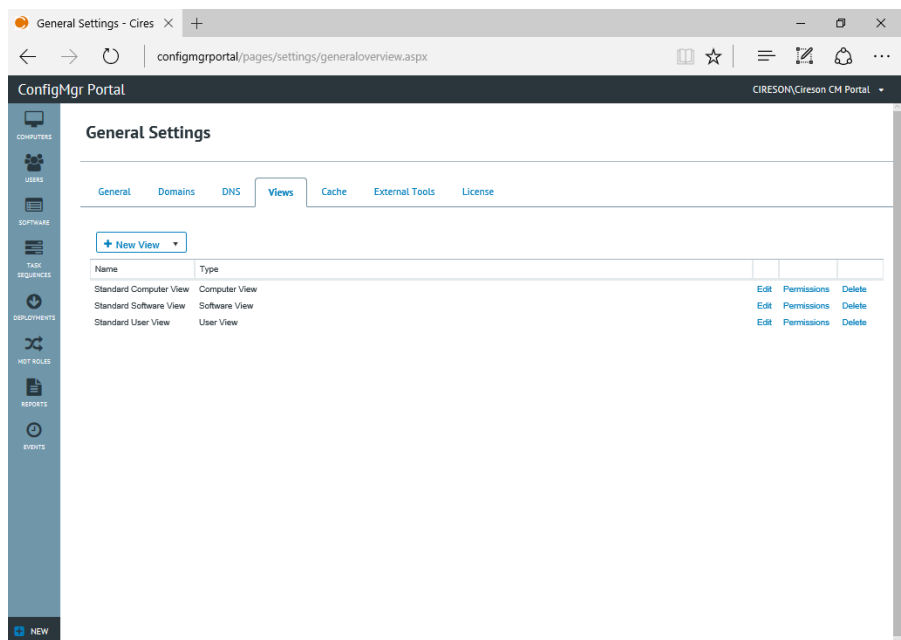 General Settings - Cires
configmgrportal/pages/settings/generaloverview.aspx
ConfigMgr Portal
CIRESON\Cireson CM Portal
COMPUTERS
USERS
SOFTWARE
TASK
SEQUENCES
DEPLOYMENTS
MDT ROLES
REPORTS
EVENTS
NEW
General Settings
General Domains DNS Views Cache External Tools License
+ New View
Name Type
Standard Computer View Computer View Edit Permissions Delete
Standard Software View Software View Edit Permissions Delete
Standard User View User View Edit Permissions Delete